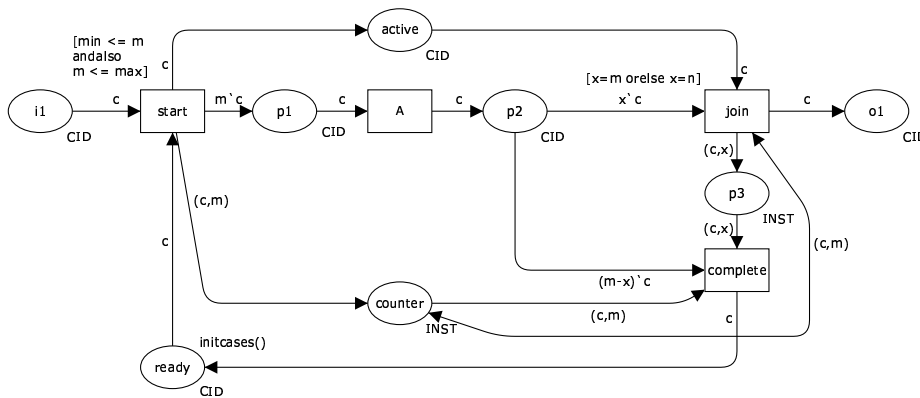 active
CID
[min <= m
andalso
m <= max]
c
c
[x=m orelse x=n]
i1
CID
c
start
m`c
p1
CID
c
A
c
p2
CID
x`c
join
c
o1
CID
(c,x)
p3
INST
(c,m)
(c,x)
(c,m)
c
complete
(m-x)`c
counter
INST
(c,m)
c
initcases()
ready
CID